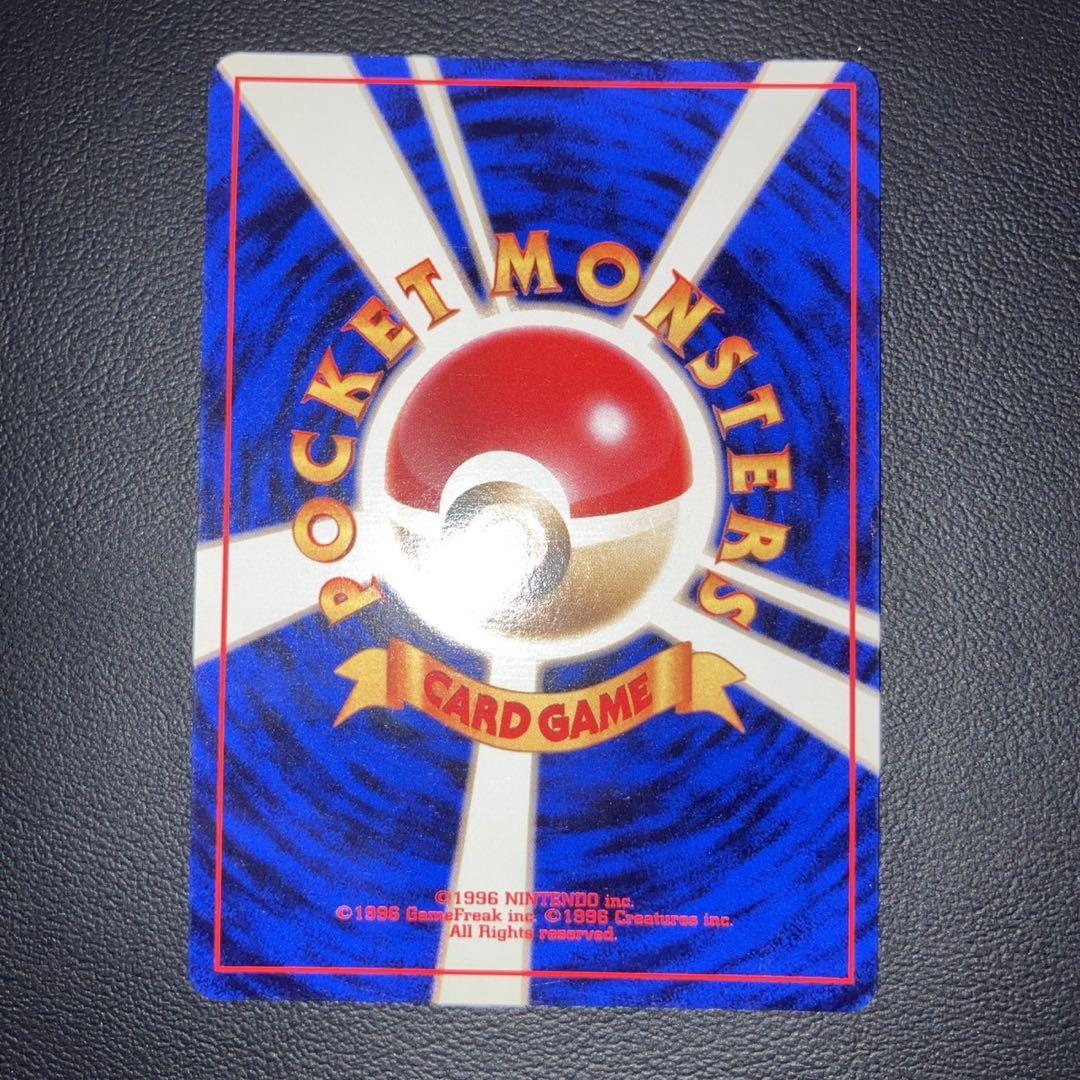 POCKET MONSTERS
CARD GAME
©1996 NINTENDO inc.
©1996 GameFreak inc. ©1996 Creatures inc.
All Rights reserved.